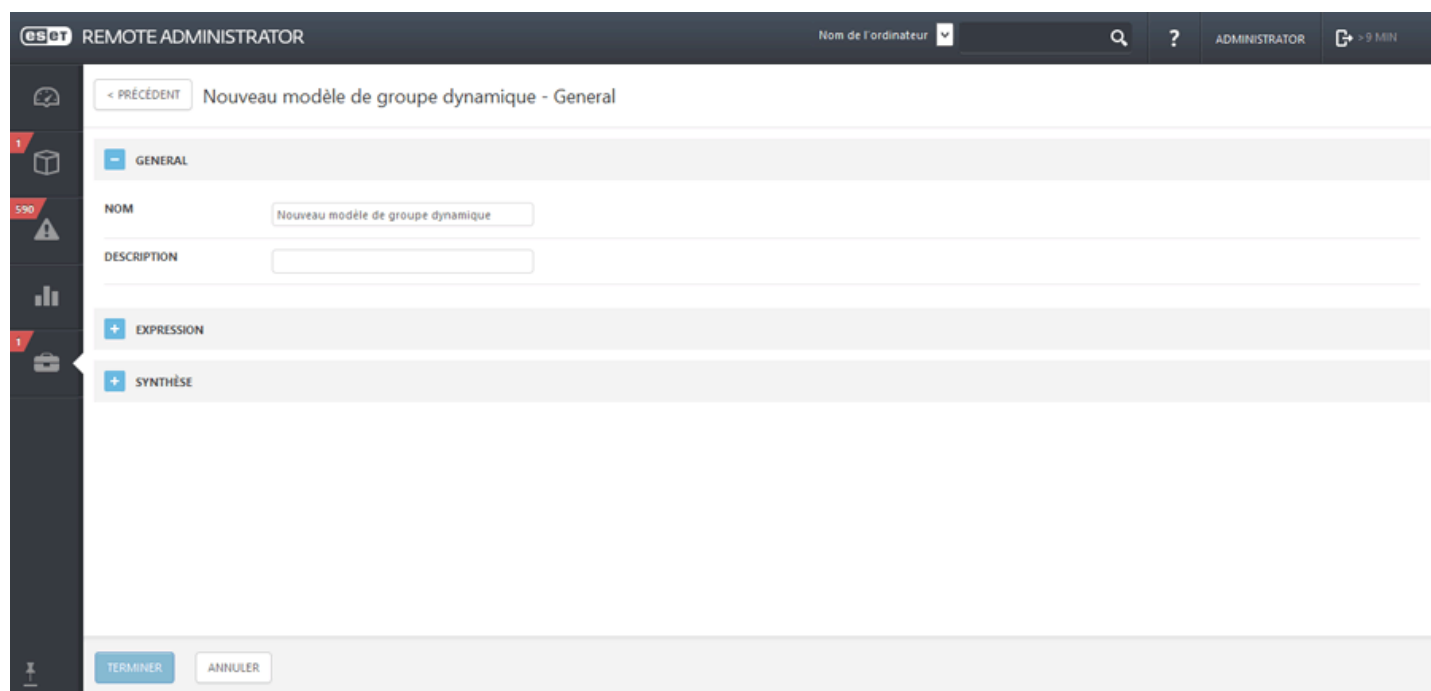 eset REMOTE ADMINISTRATOR
Nom de l'ordinateur
?
ADMINISTRATOR
>9 MIN
< PRÉCÉDENT
Nouveau modèle de groupe dynamique - General
1
590
1
GENERAL
NOM
Nouveau modèle de groupe dynamique
DESCRIPTION
EXPRESSION
SYNTHÈSE
TERMINER
ANNULER